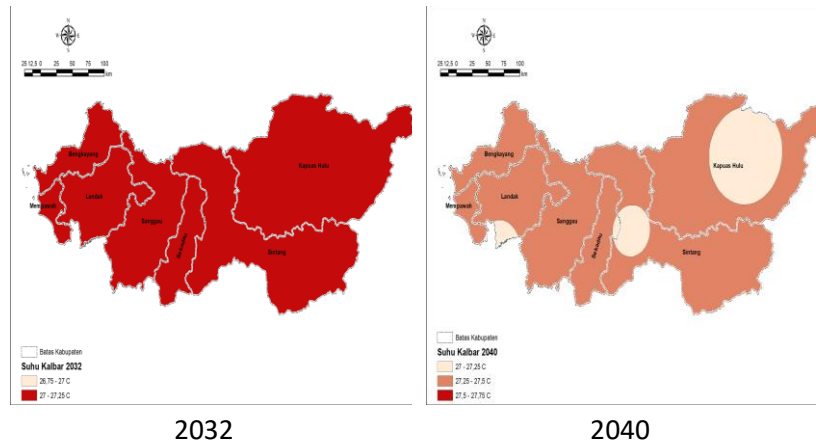 N
W E
S
25 12,5 0 25 50 75 100
km
Bengkayang
Kapuas Hulu
Landak
Mempawah
Sanggau
Sekadau
Sintang
Batas Kabupaten
Suhu Kalbar 2032
26,75 - 27 C
27 - 27,25 C
2032
N
W E
S
25 12,5 0 25 50 75 100
km
Bengkayang
Kapuas Hulu
Landak
Mempawah
Sanggau
Sintang
Batas Kabupaten
Suhu Kalbar 2040
27 - 27,25 C
27,25 - 27,5 C
27,5 - 27,75 C
2040